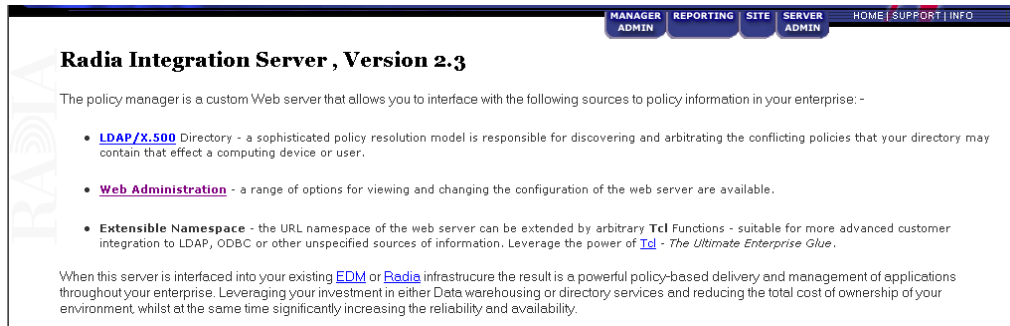 MANAGER ADMIN REPORTING SITE SERVER ADMIN HOME | SUPPORT | INFO
RADIA
Radia Integration Server , Version 2.3
The policy manager is a custom Web server that allows you to interface with the following sources to policy information in your enterprise: -
• LDAP/X.500 Directory - a sophisticated policy resolution model is responsible for discovering and arbitrating the conflicting policies that your directory may
contain that effect a computing device or user.
• Web Administration - a range of options for viewing and changing the configuration of the web server are available.
• Extensible Namespace - the URL namespace of the web server can be extended by arbitrary Tcl Functions - suitable for more advanced customer
integration to LDAP, ODBC or other unspecified sources of information. Leverage the power of Tcl - The Ultimate Enterprise Glue.
When this server is interfaced into your existing EDM or Radia infrastrucure the result is a powerful policy-based delivery and management of applications
throughout your enterprise. Leveraging your investment in either Data warehousing or directory services and reducing the total cost of ownership of your
environment, whilst at the same time significantly increasing the reliability and availability.